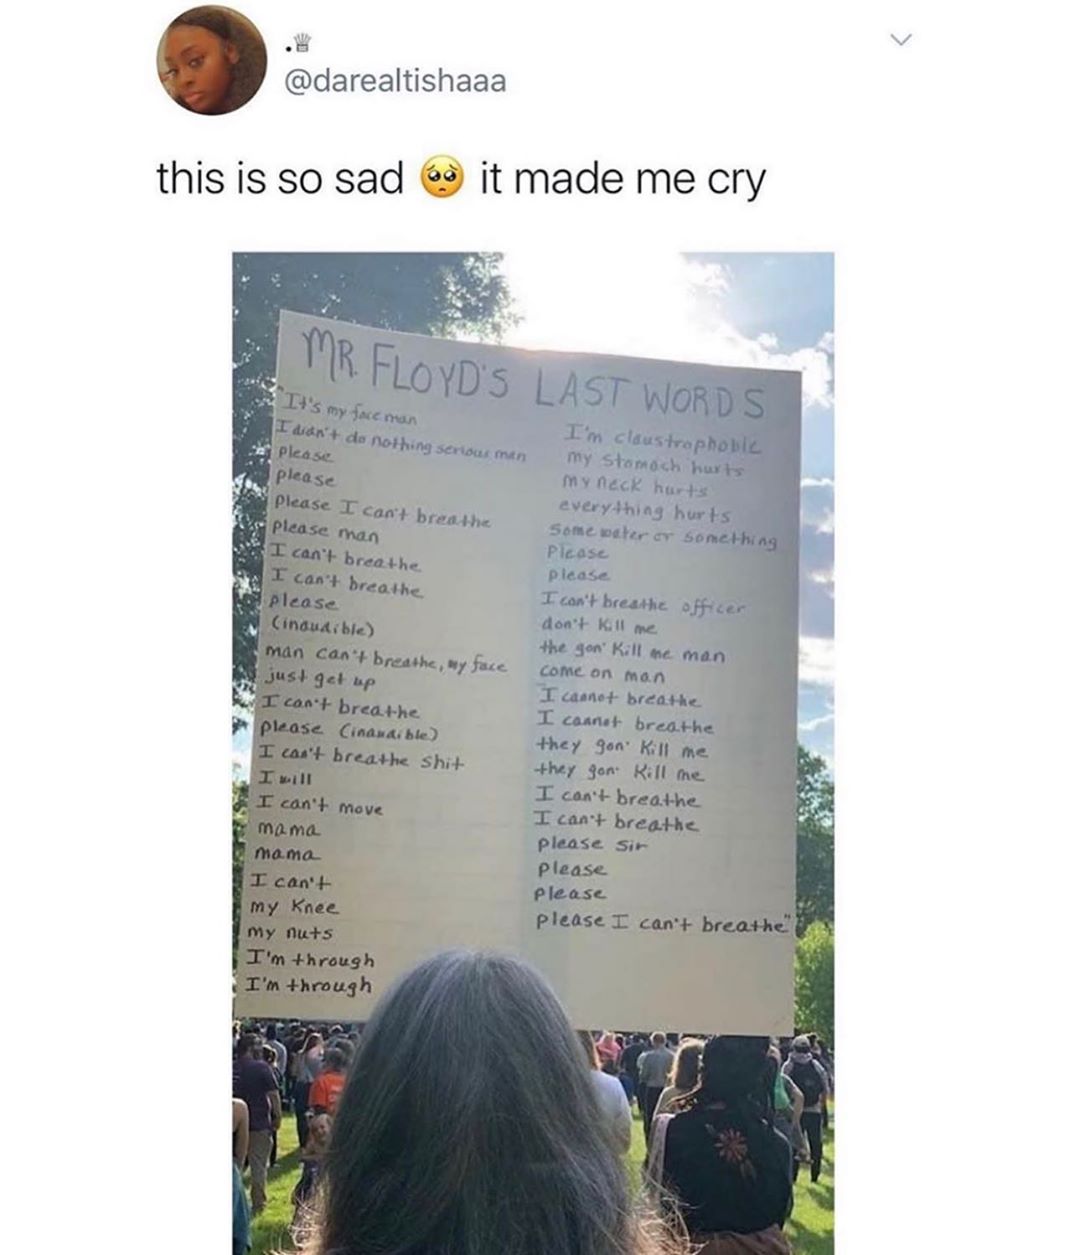 @darealtishaaa
this is so sad 🥺 it made me cry
MR. FLOYD'S LAST WORDS
"It's my face man
I didn't do nothing serious man
please
please
please I can't breathe
please man
I can't breathe
I can't breathe
please
(inaudible)
man can't breathe, my face
just get up
I can't breathe
please (inaudible)
I can't breathe shit
I will
I can't move
mama
mama
I can't
my knee
my nuts
I'm through
I'm through
I'm claustrophobic
my stomach hurts
my neck hurts
everything hurts
some water or something
please
please
I can't breathe officer
don't kill me
the gon' kill me man
come on man
I cannot breathe
I cannot breathe
they gon' kill me
they gon' kill me
I can't breathe
I can't breathe
please sir
please
please
please I can't breathe"